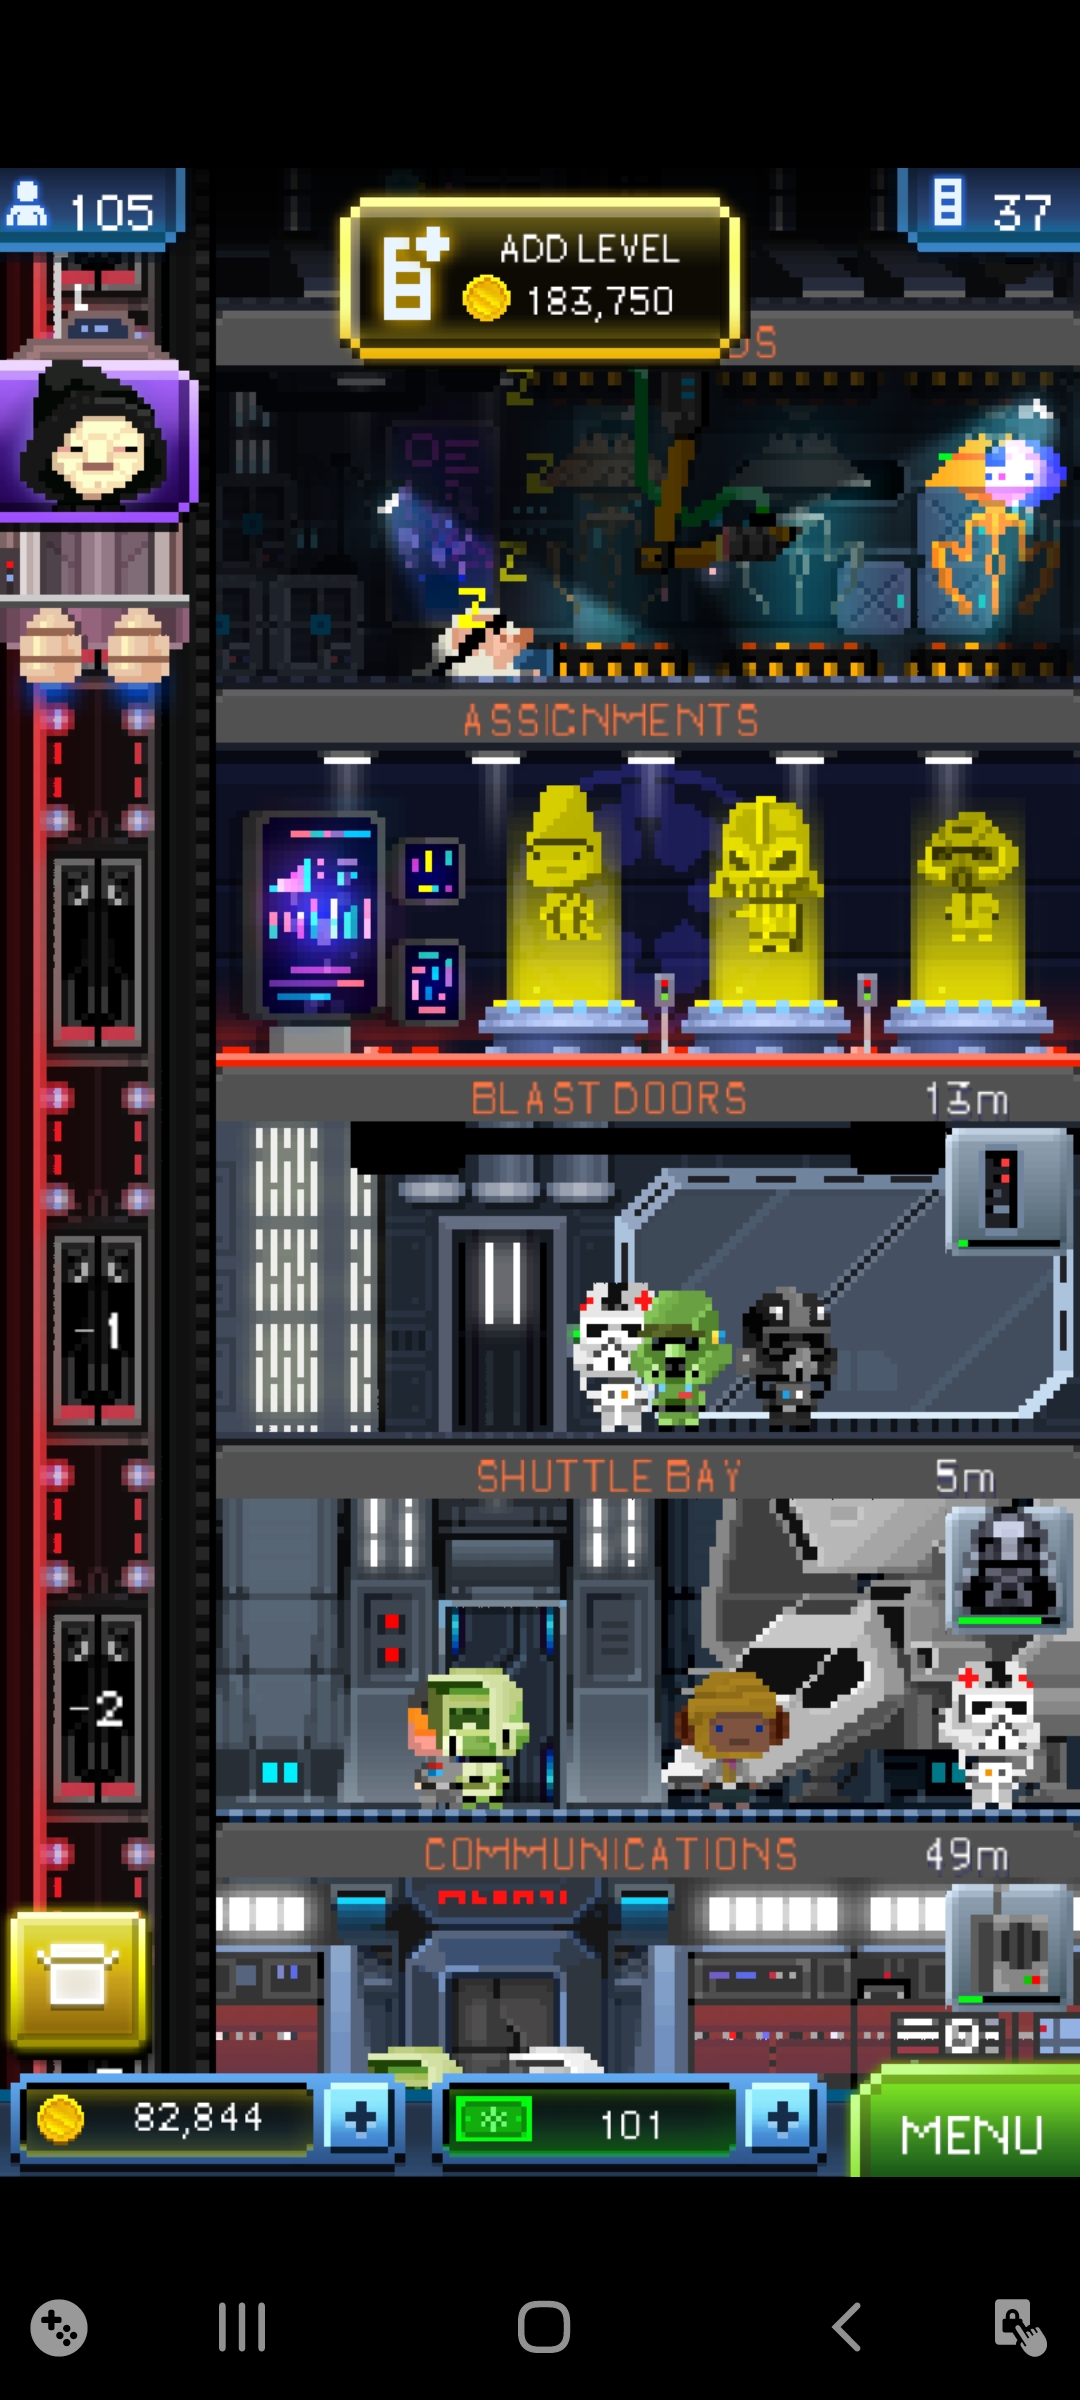 105
ADD LEVEL
183,750
37
DS
Z
Z
Z
Z
ASSIGNMENTS
BLAST DOORS 13m
-1
SHUTTLE BAY 5m
-2
COMMUNICATIONS 49m
82,844
101
MENU